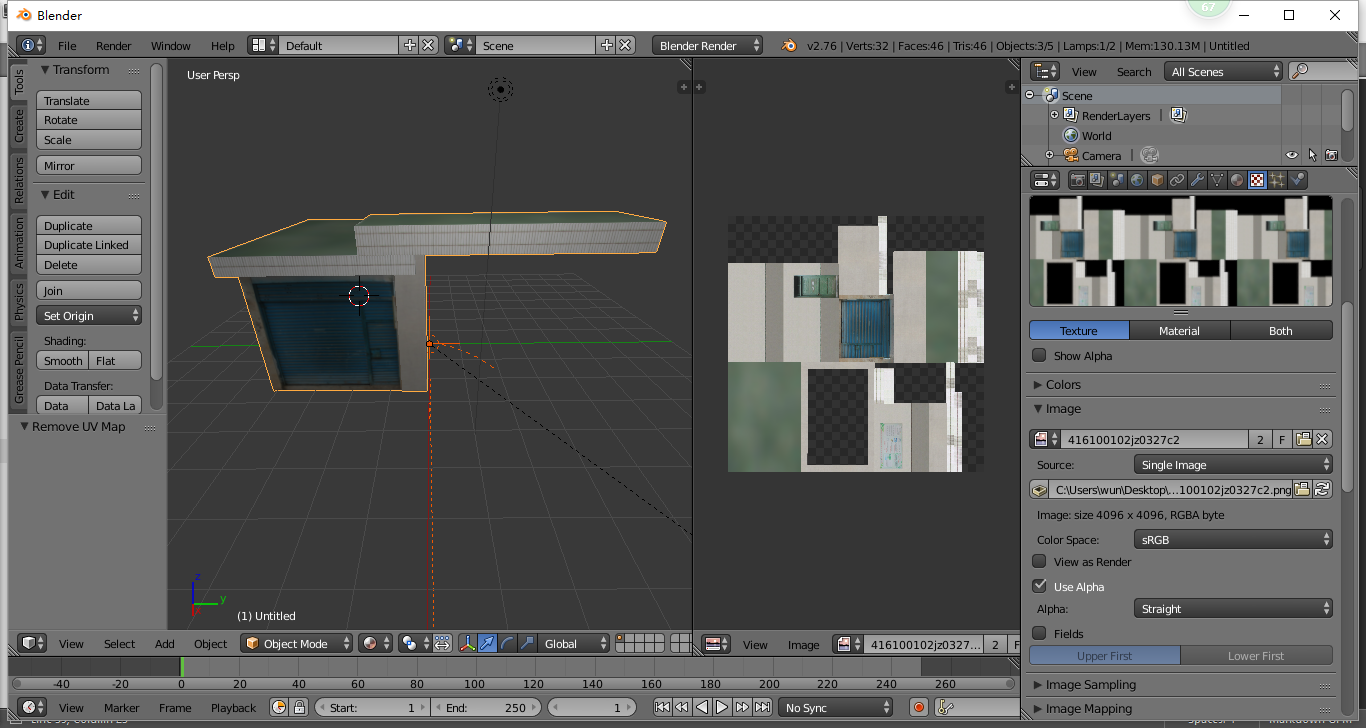 67
Blender
File Render Window Help Default Scene Blender Render v2.76 | Verts:32 | Faces:46 | Tris:46 | Objects:3/5 | Lamps:1/2 | Mem:130.13M | Untitled
Tools
Create
Relations
Animation
Physics
Grease Pencil
Transform
Translate
Rotate
Scale
Mirror
Edit
Duplicate
Duplicate Linked
Delete
Join
Set Origin
Shading:
Smooth Flat
Data Transfer:
Data Data La
Remove UV Map
User Persp
z
y
(1) Untitled
View Select Add Object Object Mode Global
View Image 416100102jz0327... 2 F
View Search All Scenes
Scene
RenderLayers
World
Camera
Texture Material Both
Show Alpha
Colors
Image
416100102jz0327c2 2 F
Source: Single Image
C:\Users\wun\Desktop\...100102jz0327c2.png
Image: size 4096 x 4096, RGBA byte
Color Space: sRGB
View as Render
Use Alpha
Alpha: Straight
Fields
Upper First Lower First
Image Sampling
Image Mapping
-40 -20 0 20 40 60 80 100 120 140 160 180 200 220 240 260
View Marker Frame Playback Start: 1 End: 250 1 No Sync